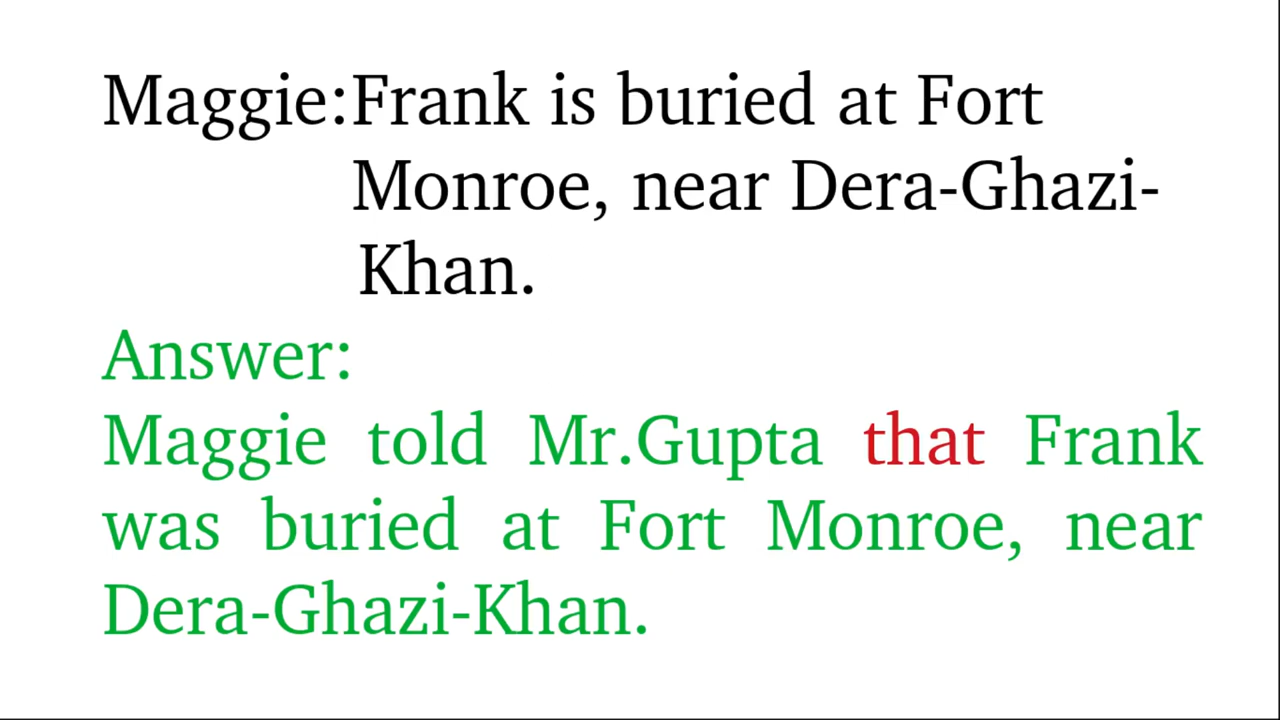 Maggie:Frank is buried at Fort
Monroe, near Dera-Ghazi-
Khan.
Answer:
Maggie told Mr.Gupta that Frank
was buried at Fort Monroe, near
Dera-Ghazi-Khan.